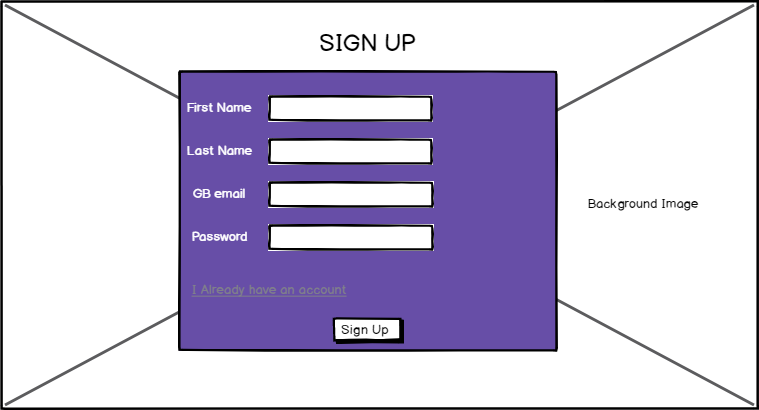 SIGN UP
First Name
Last Name
GB email
Background Image
Password
I Already have an account
Sign Up